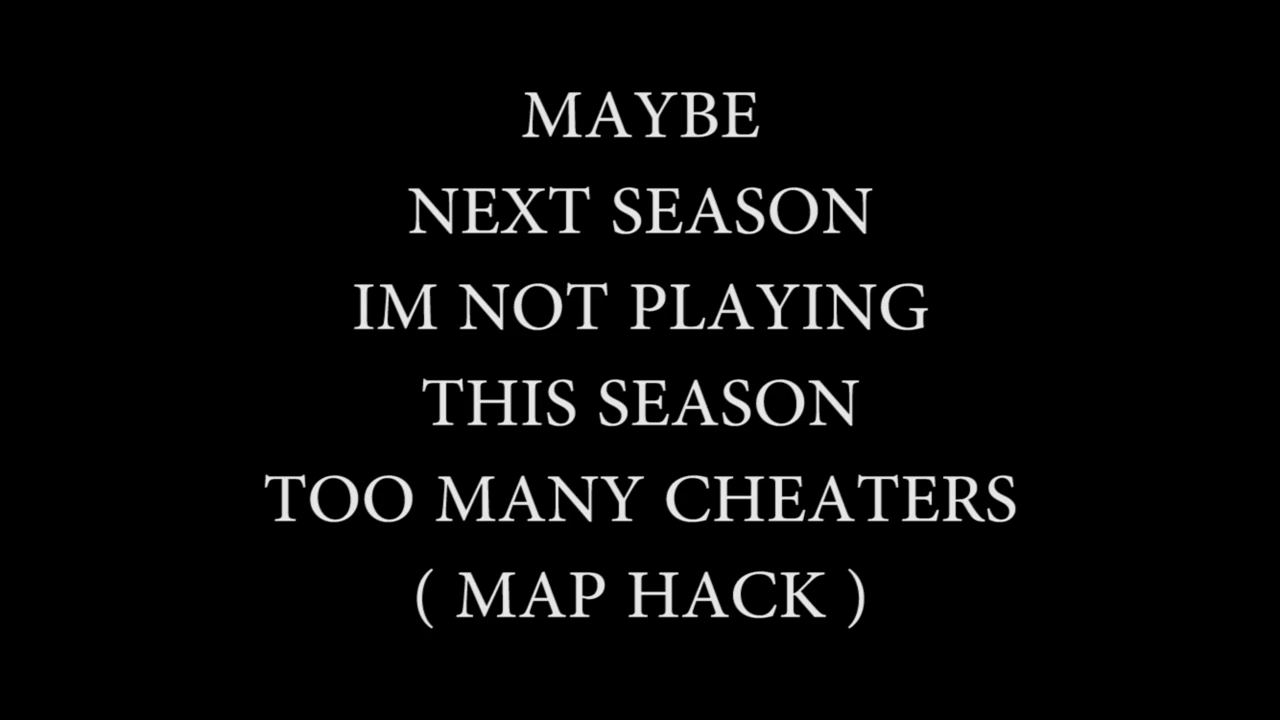 MAYBE
NEXT SEASON
IM NOT PLAYING
THIS SEASON
TOO MANY CHEATERS
( MAP HACK )